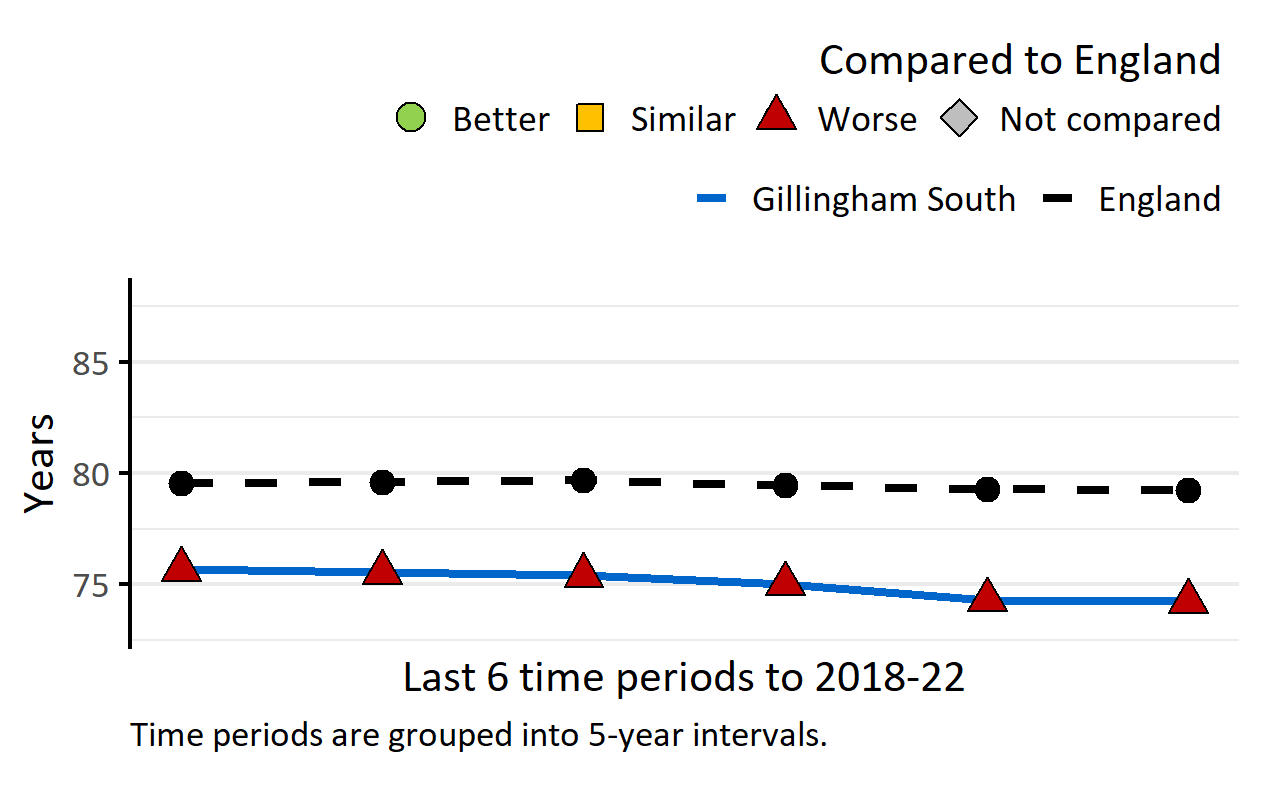 Compared to England
Better Similar Worse Not compared
Gillingham South England
85
80
75
Years
Last 6 time periods to 2018-22
Time periods are grouped into 5-year intervals.